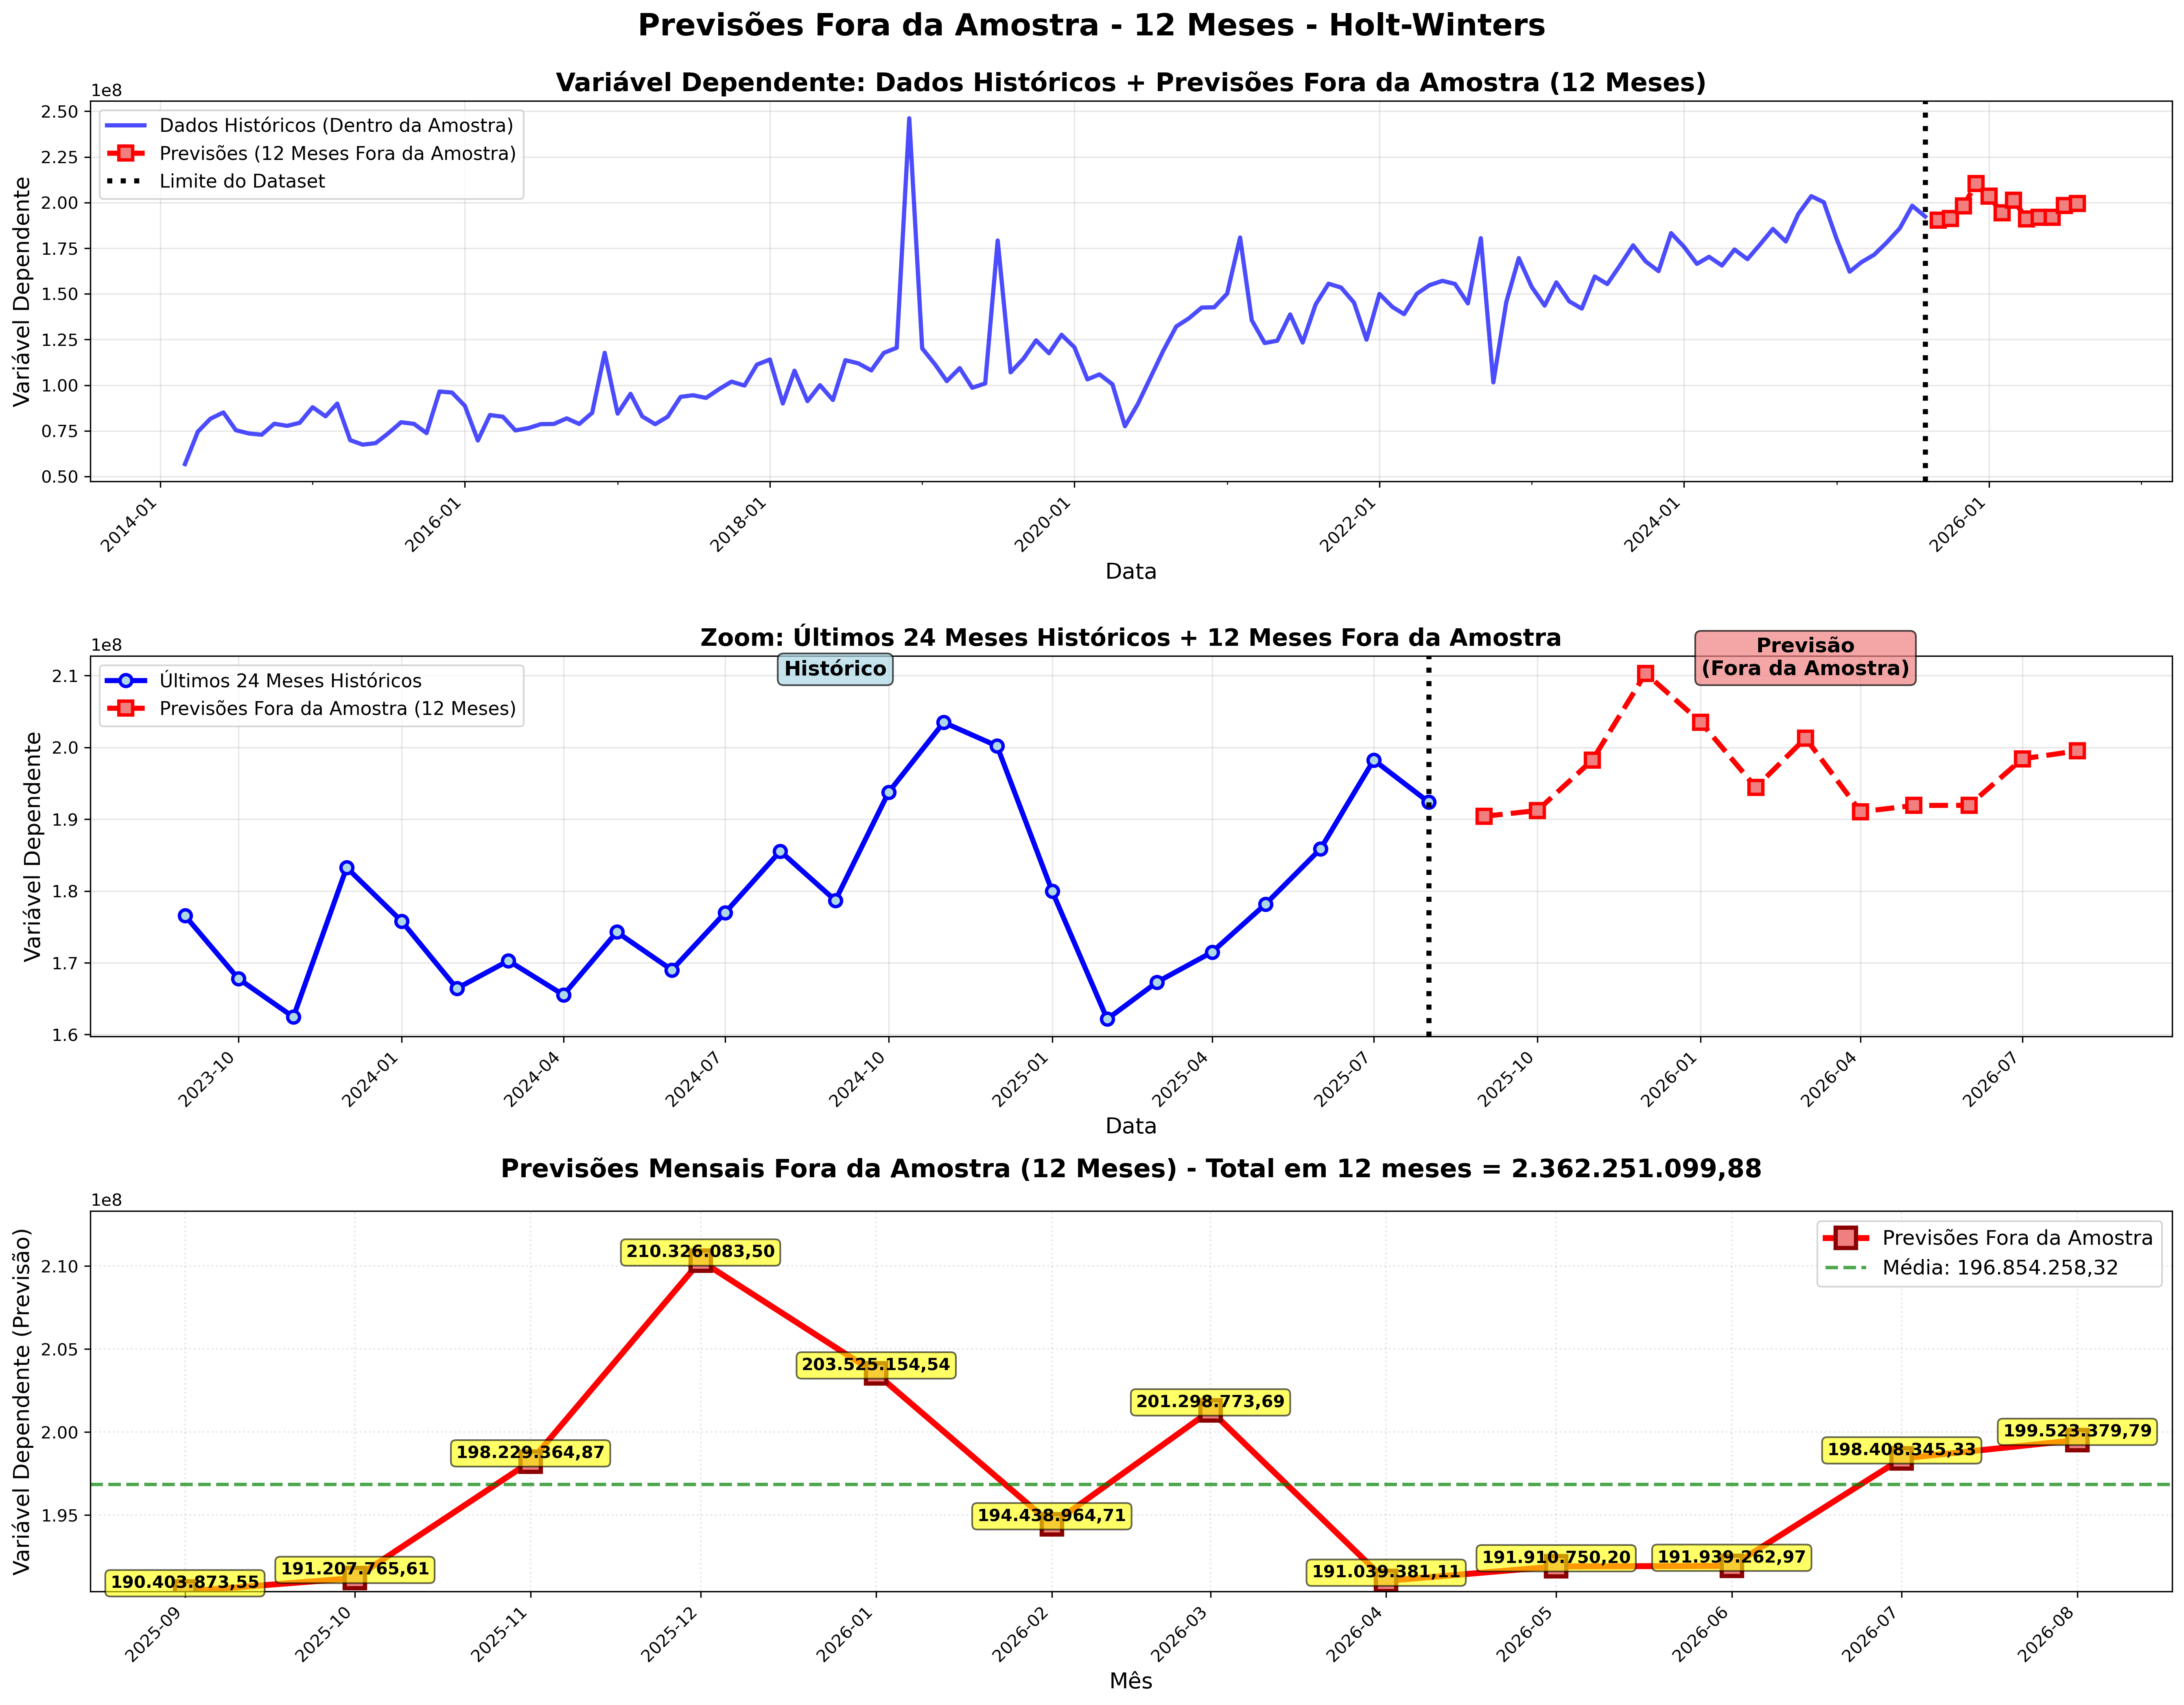 Previsões Fora da Amostra - 12 Meses - Holt-Winters
Variável Dependente: Dados Históricos + Previsões Fora da Amostra (12 Meses)
1e8
Dados Históricos (Dentro da Amostra)
Previsões (12 Meses Fora da Amostra)
Limite do Dataset
Variável Dependente
2.50
2.25
2.00
1.75
1.50
1.25
1.00
0.75
0.50
2014-01
2016-01
2018-01
2020-01
2022-01
2024-01
2026-01
Data
Zoom: Últimos 24 Meses Históricos + 12 Meses Fora da Amostra
1e8
Últimos 24 Meses Históricos
Previsões Fora da Amostra (12 Meses)
Histórico
Previsão
(Fora da Amostra)
Variável Dependente
2.1
2.0
1.9
1.8
1.7
1.6
2023-10
2024-01
2024-04
2024-07
2024-10
2025-01
2025-04
2025-07
2025-10
2026-01
2026-04
2026-07
Data
Previsões Mensais Fora da Amostra (12 Meses) - Total em 12 meses = 2.362.251.099,88
1e8
Previsões Fora da Amostra
Média: 196.854.258,32
Variável Dependente (Previsão)
2.10
2.05
2.00
1.95
190.403.873,55
191.207.765,61
198.229.364,87
210.326.083,50
203.525.154,54
194.438.964,71
201.298.773,69
191.039.381,11
191.910.750,20
191.939.262,97
198.408.345,33
199.523.379,79
2025-09
2025-10
2025-11
2025-12
2026-01
2026-02
2026-03
2026-04
2026-05
2026-06
2026-07
2026-08
Mês